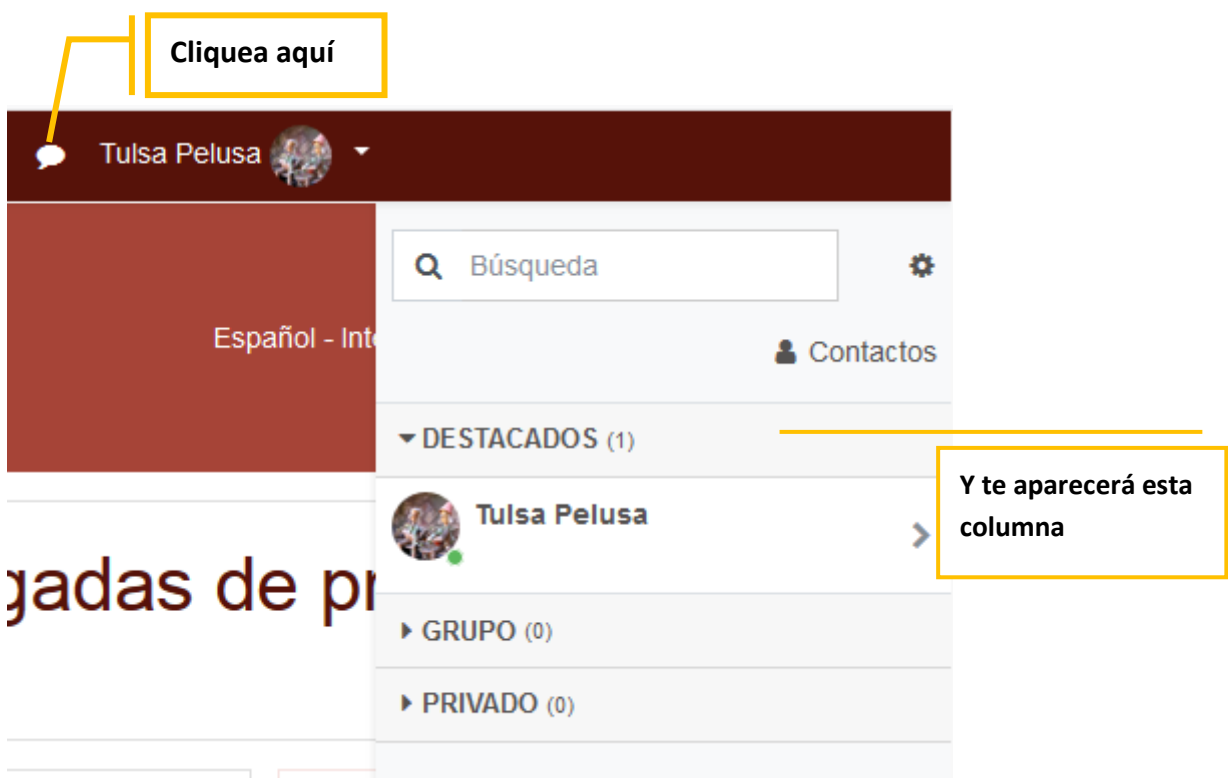 Cliquea aquí
Tulsa Pelusa
Búsqueda
Español - Int
Contactos
DESTACADOS (1)
Y te aparecerá esta
columna
Tulsa Pelusa
gadas de pr
GRUPO (0)
PRIVADO (0)